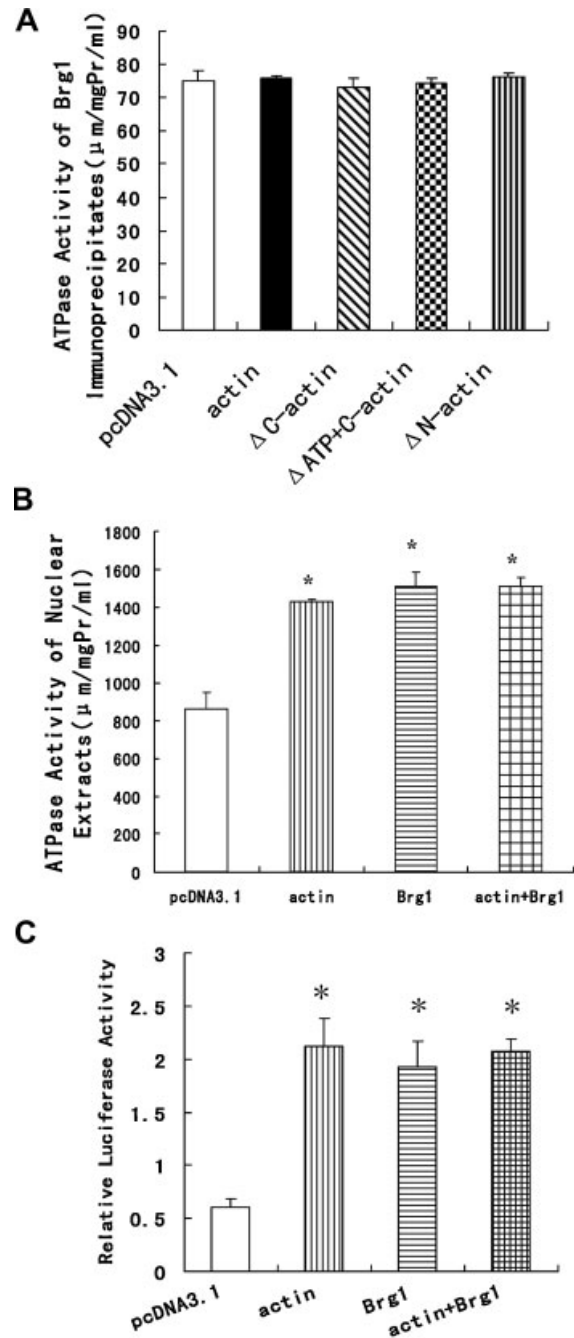 A
ATPase Activity of Brg1
Immunoprecipitates(μm/mgPr/ml)
90
80
70
60
50
40
30
20
10
0
pcDNA3.1
actin
ΔC-actin
ΔATP+C-actin
ΔN-actin
B
ATPase Activity of Nuclear
Extracts(μm/mgPr/ml)
1800
1600
1400
1200
1000
800
600
400
200
0
*
*
*
pcDNA3.1
actin
Brg1
actin+Brg1
C
Relative Luciferase Activity
3
2.5
2
1.5
1
0.5
0
*
*
*
pcDNA3.1
actin
Brg1
actin+Brg1